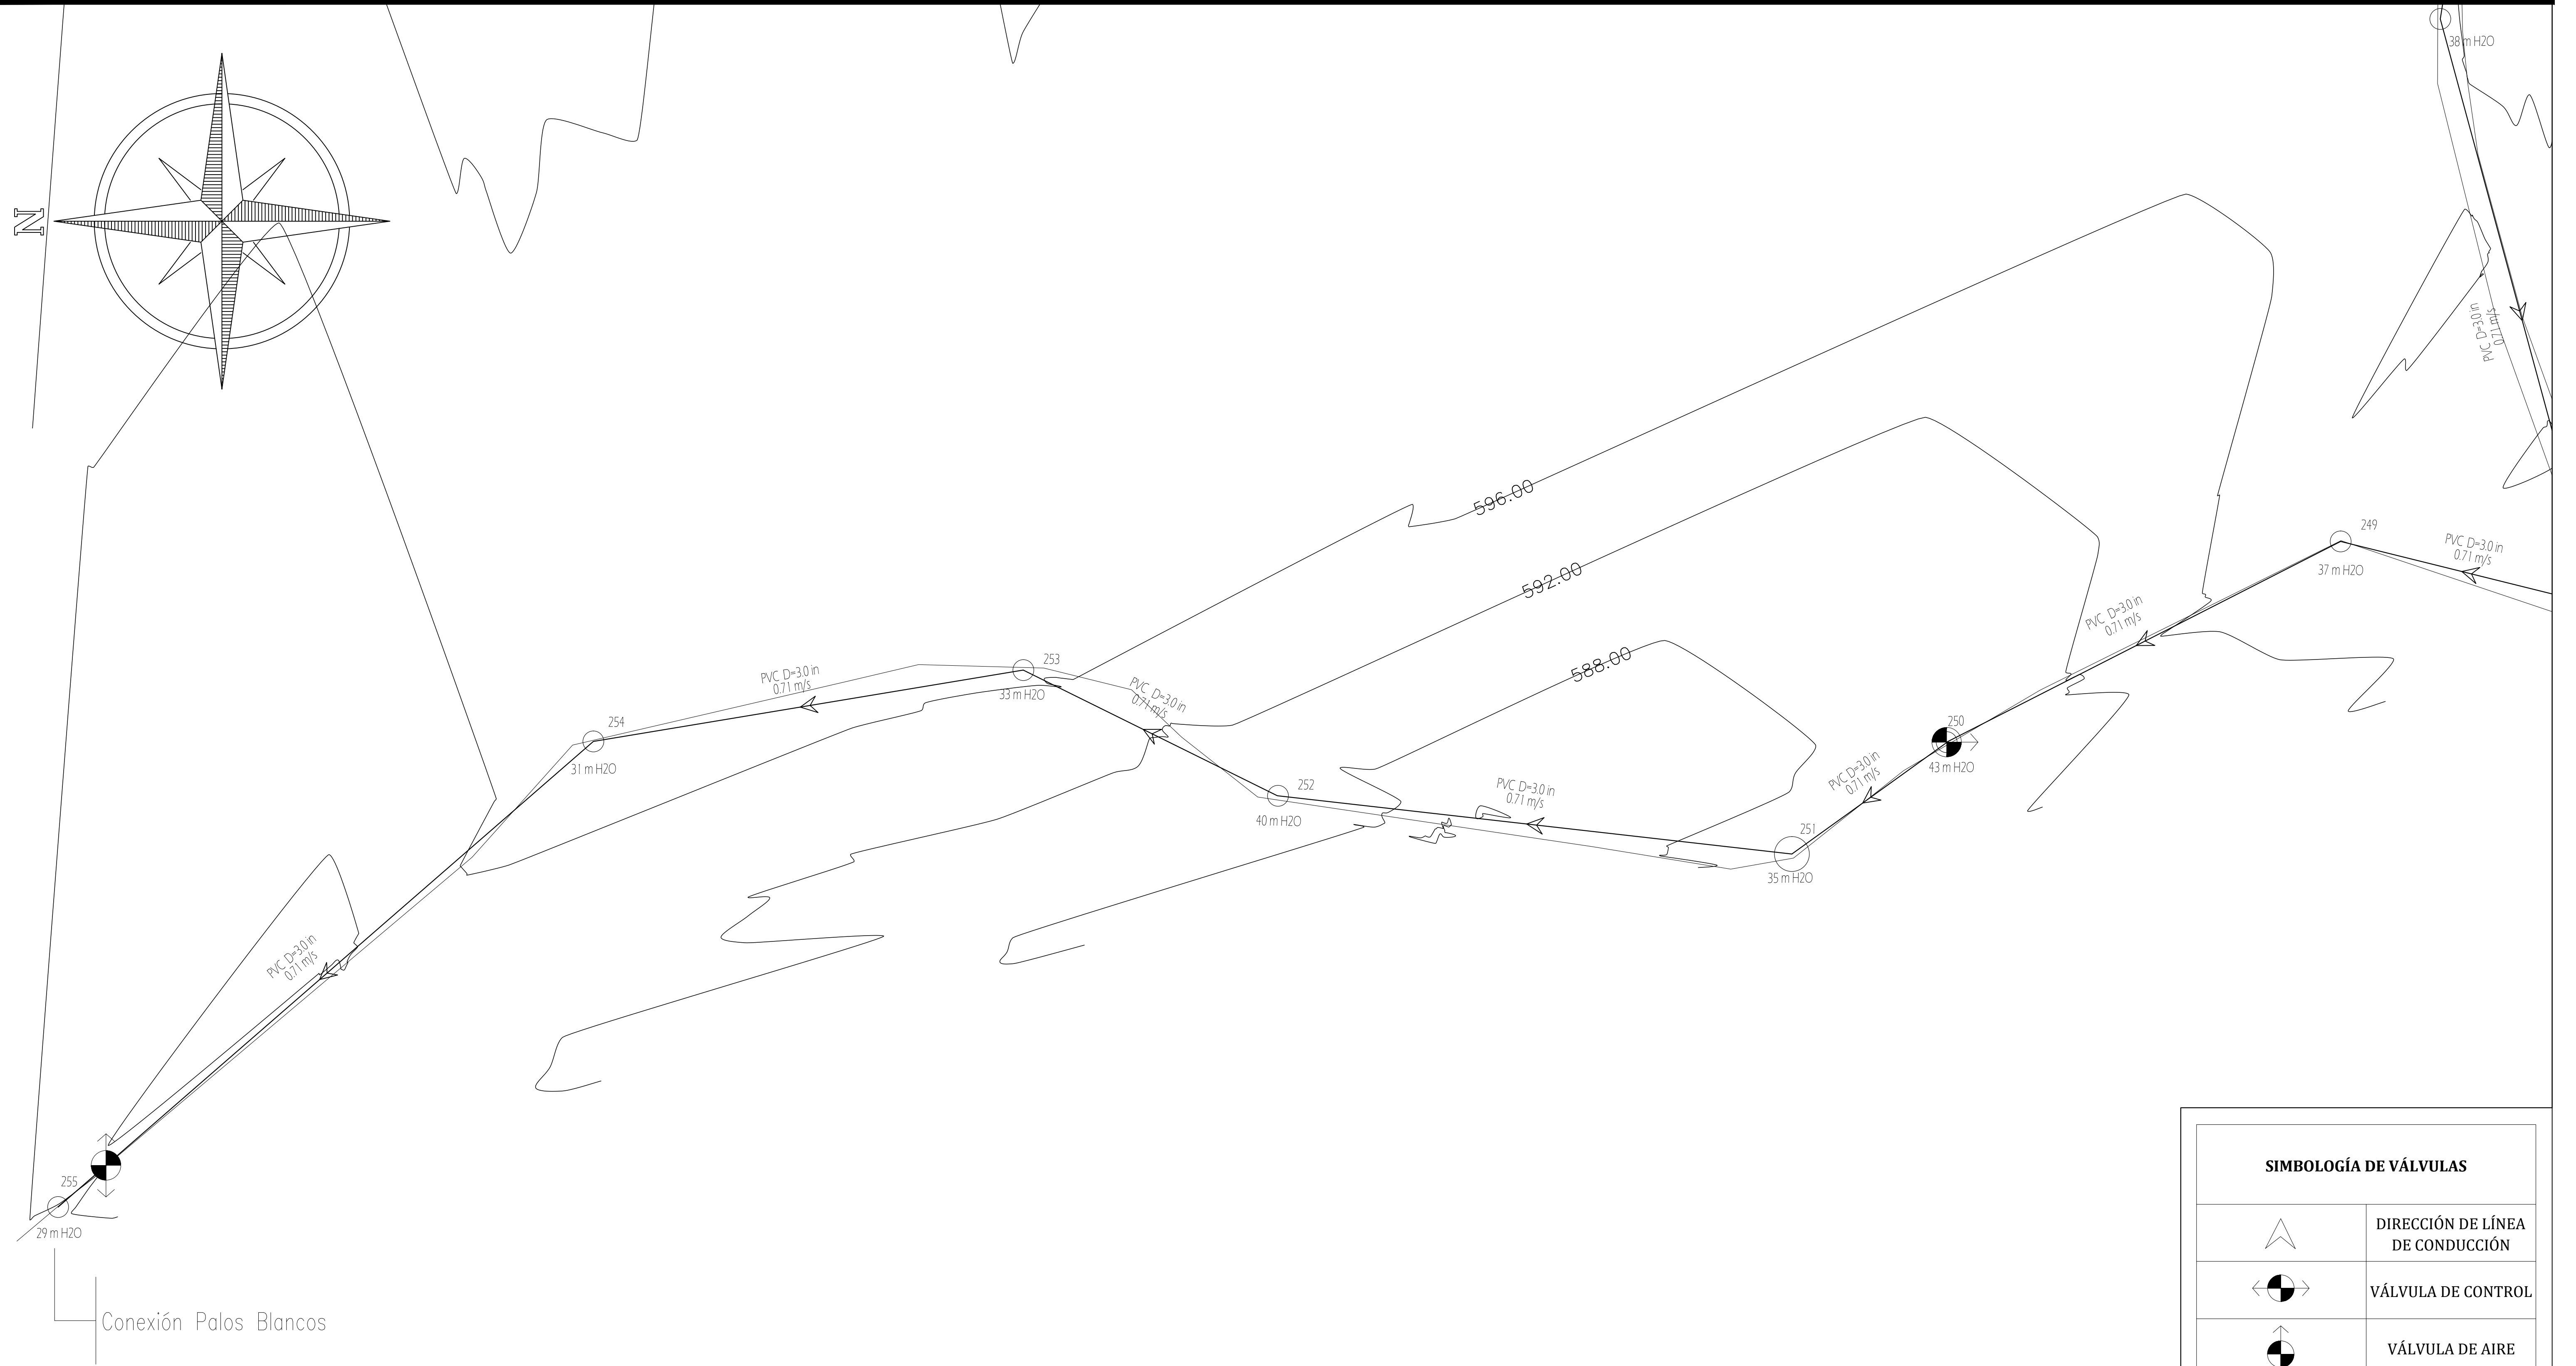 38 m H2O
N
PVC D=3.0 in
0.71 m/s
596.00
592.00
588.00
249
37 m H2O
PVC D=3.0 in
0.71 m/s
PVC D=3.0 in
0.71 m/s
250
43 m H2O
PVC D=3.0 in
0.71 m/s
251
35 m H2O
PVC D=3.0 in
0.71 m/s
252
40 m H2O
PVC D=3.0 in
0.71 m/s
253
33 m H2O
PVC D=3.0 in
0.71 m/s
254
31 m H2O
PVC D=3.0 in
0.71 m/s
255
29 m H2O
Conexión Palos Blancos
SIMBOLOGÍA DE VÁLVULAS
DIRECCIÓN DE LÍNEA
DE CONDUCCIÓN
VÁLVULA DE CONTROL
VÁLVULA DE AIRE